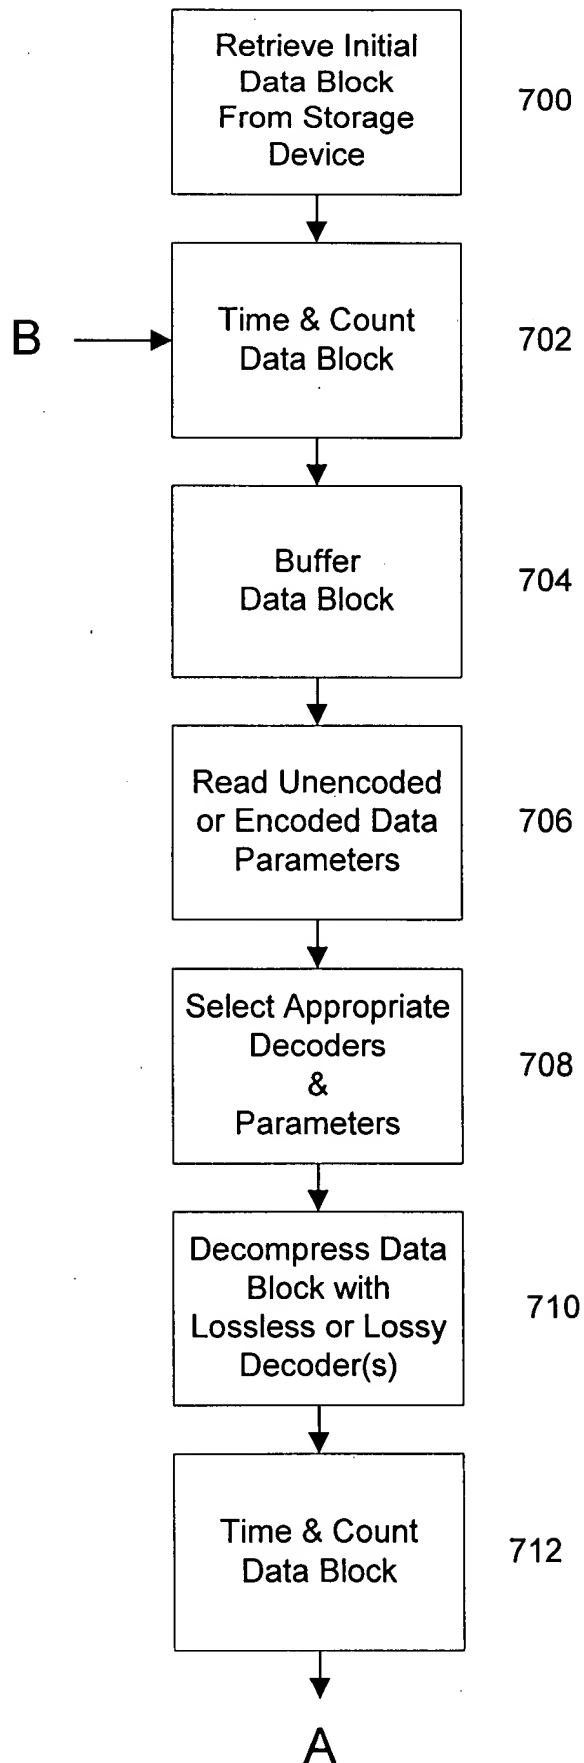 Retrieve Initial
Data Block
From Storage
Device
700
B
Time & Count
Data Block
702
Buffer
Data Block
704
Read Unencoded
or Encoded Data
Parameters
706
Select Appropriate
Decoders
&
Parameters
708
Decompress Data
Block with
Lossless or Lossy
Decoder(s)
710
Time & Count
Data Block
712
A